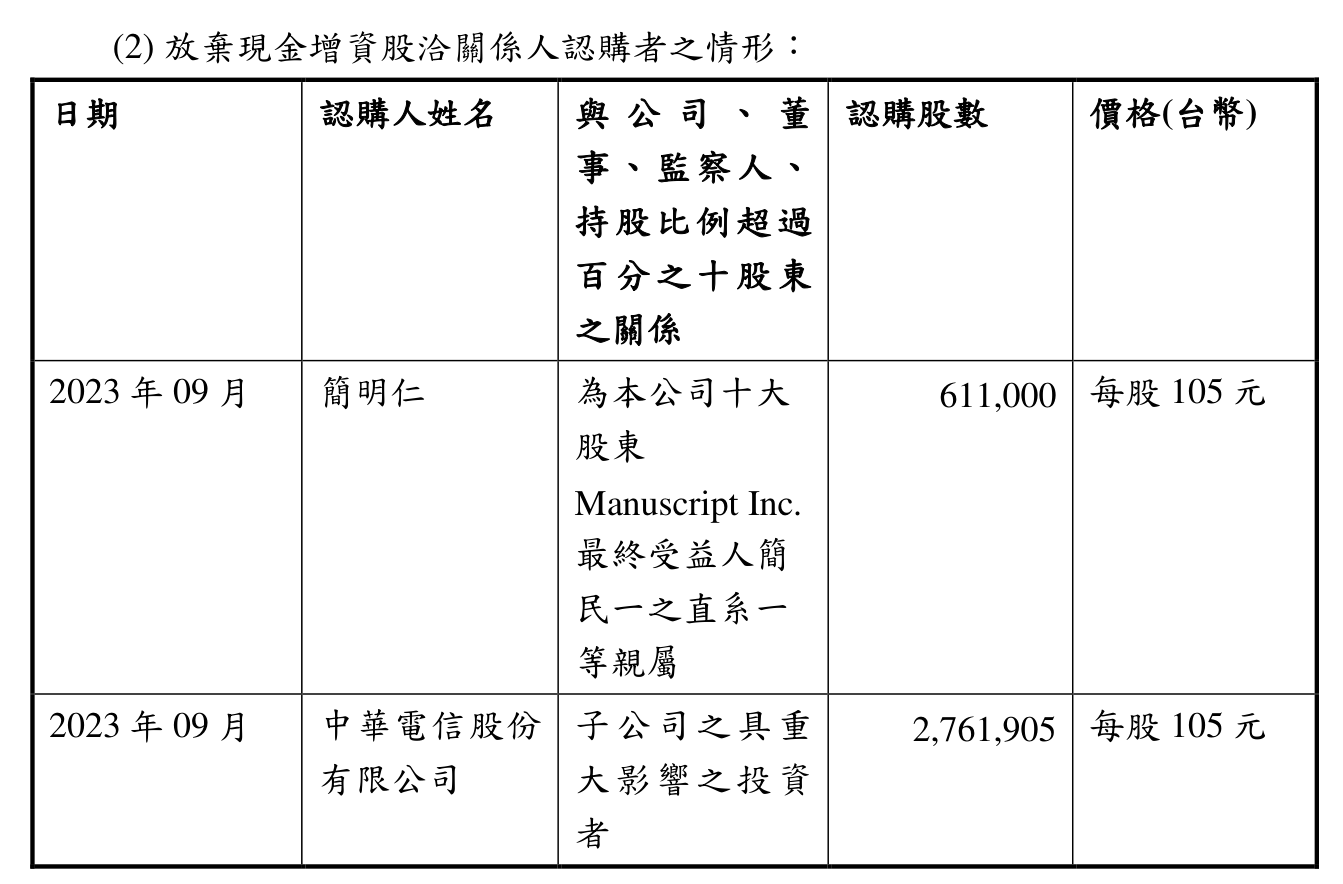 (2) 放棄現金增資股洽關係人認購者之情形：
日期
認購人姓名
與公司、董
事、監察人、
持股比例超過
百分之十股東
之關係
認購股數
價格(台幣)
2023 年 09 月
簡明仁
為本公司十大
股東
Manuscript Inc.
最終受益人簡
民一之直系一
等親屬
611,000
每股 105 元
2023 年 09 月
中華電信股份
有限公司
子公司之具重
大影響之投資
者
2,761,905
每股 105 元